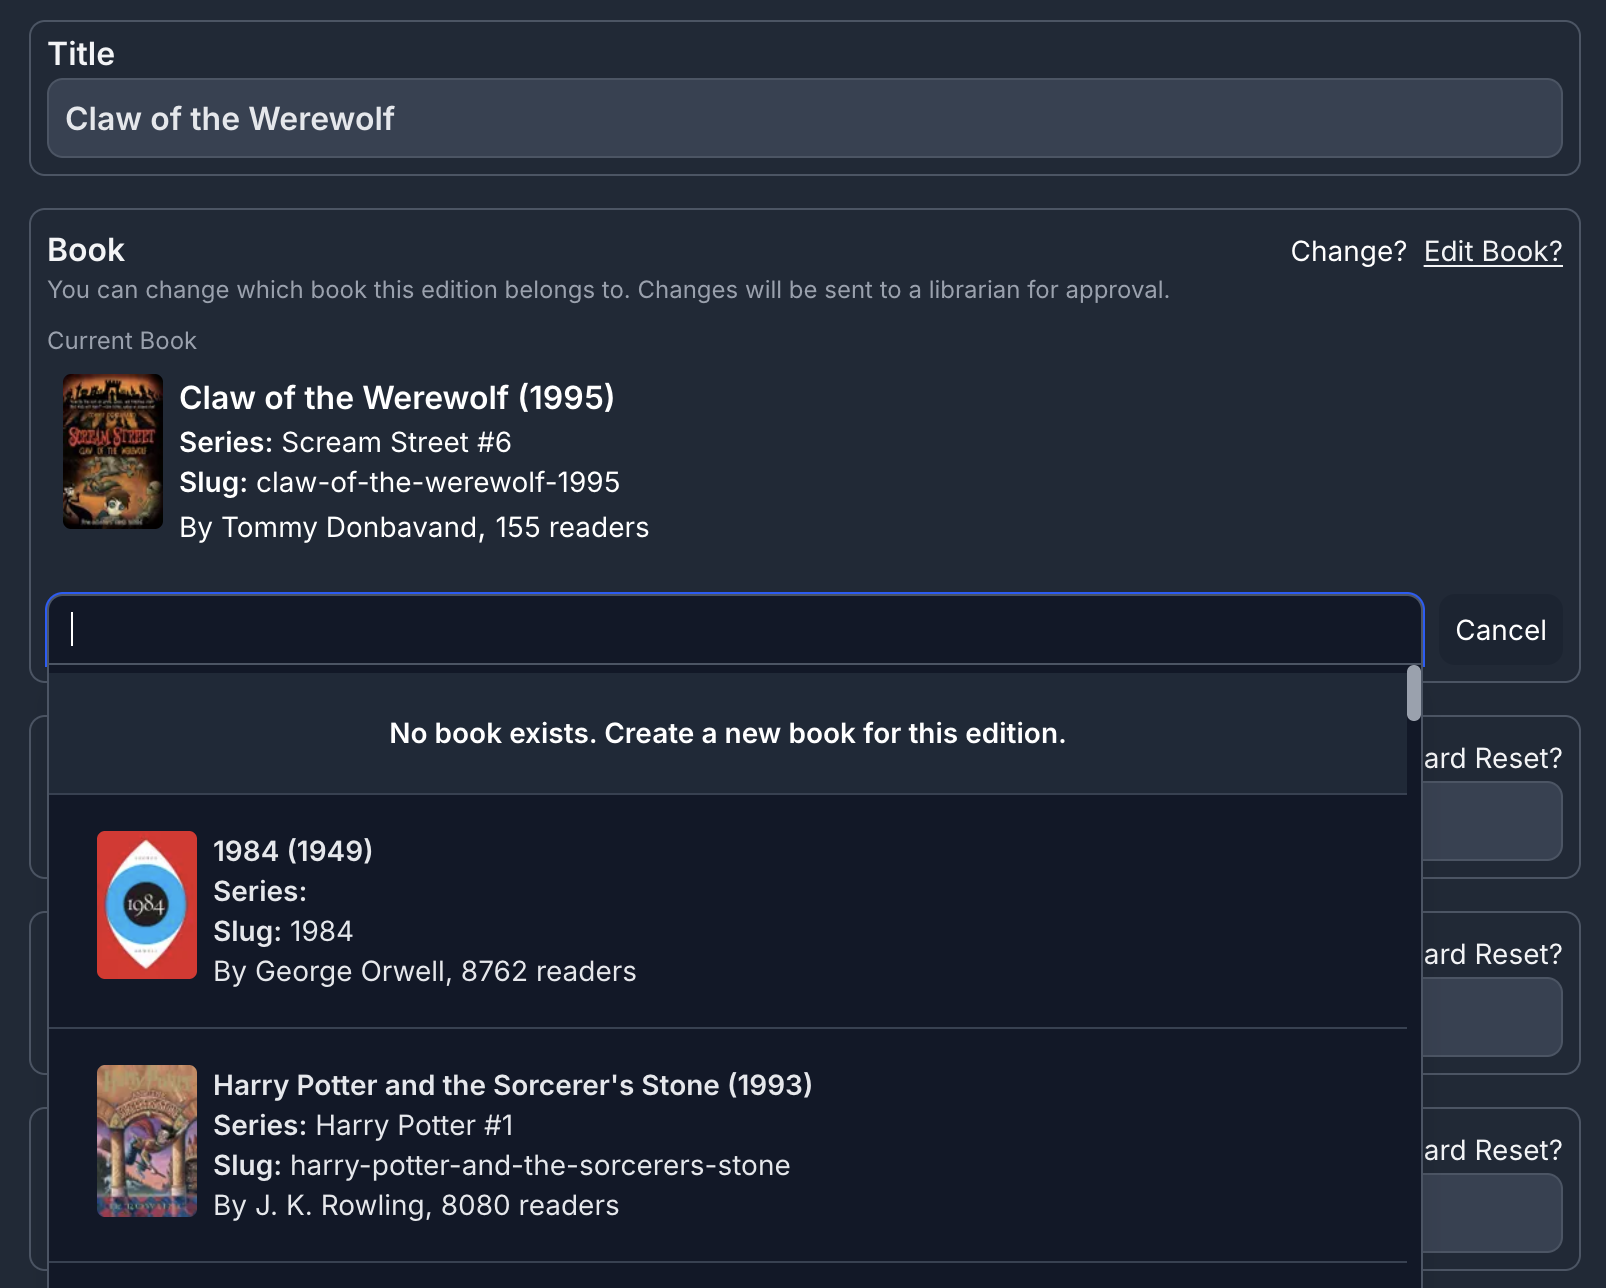 Title
Claw of the Werewolf
Book
Change? Edit Book?
You can change which book this edition belongs to. Changes will be sent to a librarian for approval.
Current Book
SCREAM STREET
CLAW OF THE WEREWOLF
Claw of the Werewolf (1995)
Series: Scream Street #6
Slug: claw-of-the-werewolf-1995
By Tommy Donbavand, 155 readers
Cancel
No book exists. Create a new book for this edition.
ard Reset?
1984
1984 (1949)
Series:
Slug: 1984
By George Orwell, 8762 readers
ard Reset?
Harry Potter and the Sorcerer's Stone (1993)
Series: Harry Potter #1
Slug: harry-potter-and-the-sorcerers-stone
By J. K. Rowling, 8080 readers
ard Reset?